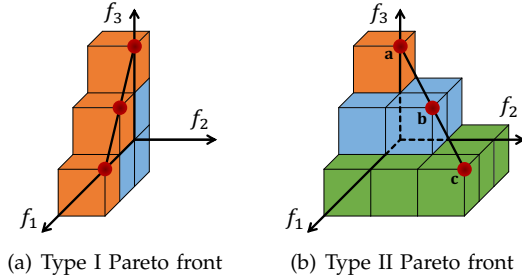 f₃
f₂
f₁
(a) Type I Pareto front
f₃
a
b
f₂
c
f₁
(b) Type II Pareto front